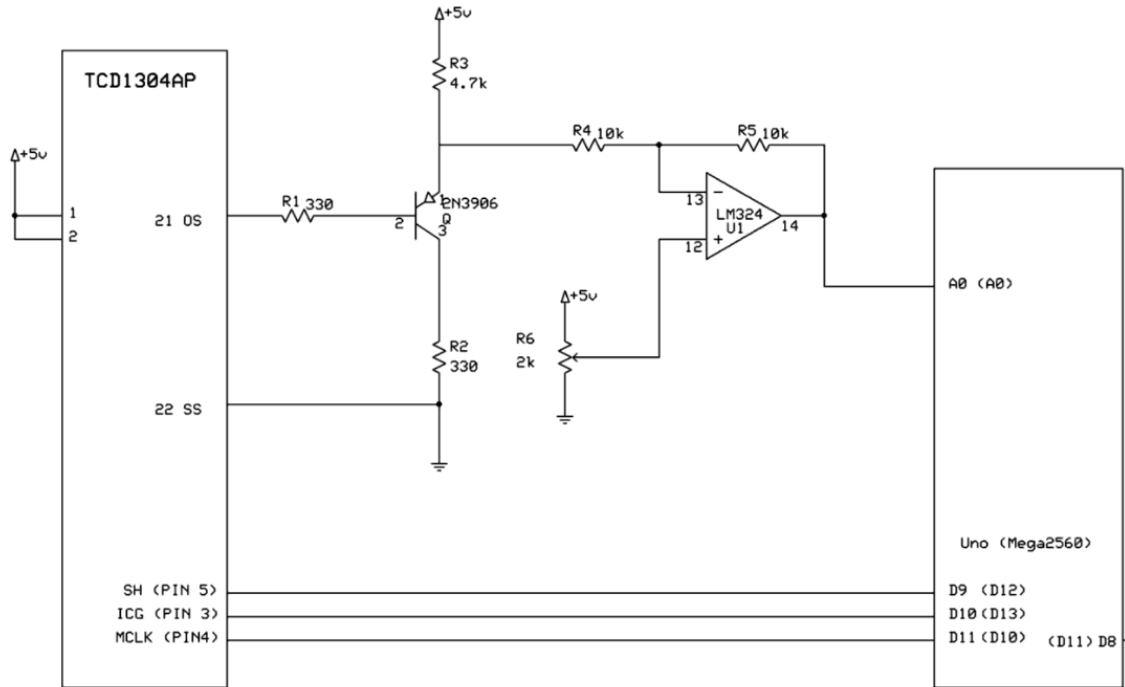 +5v
R3
4.7k
TCD1304AP
R4 10k
R5 10k
+5v
1
2
21 OS
R1 330
2
1
2N3906
Q
3
13
-
LM324
U1
14
12
+
A0 (A0)
+5v
R6
2k
R2
330
22 SS
Uno (Mega2560)
SH (PIN 5)
D9 (D12)
ICG (PIN 3)
D10(D13)
MCLK (PIN4)
D11(D10)
(D11)D8